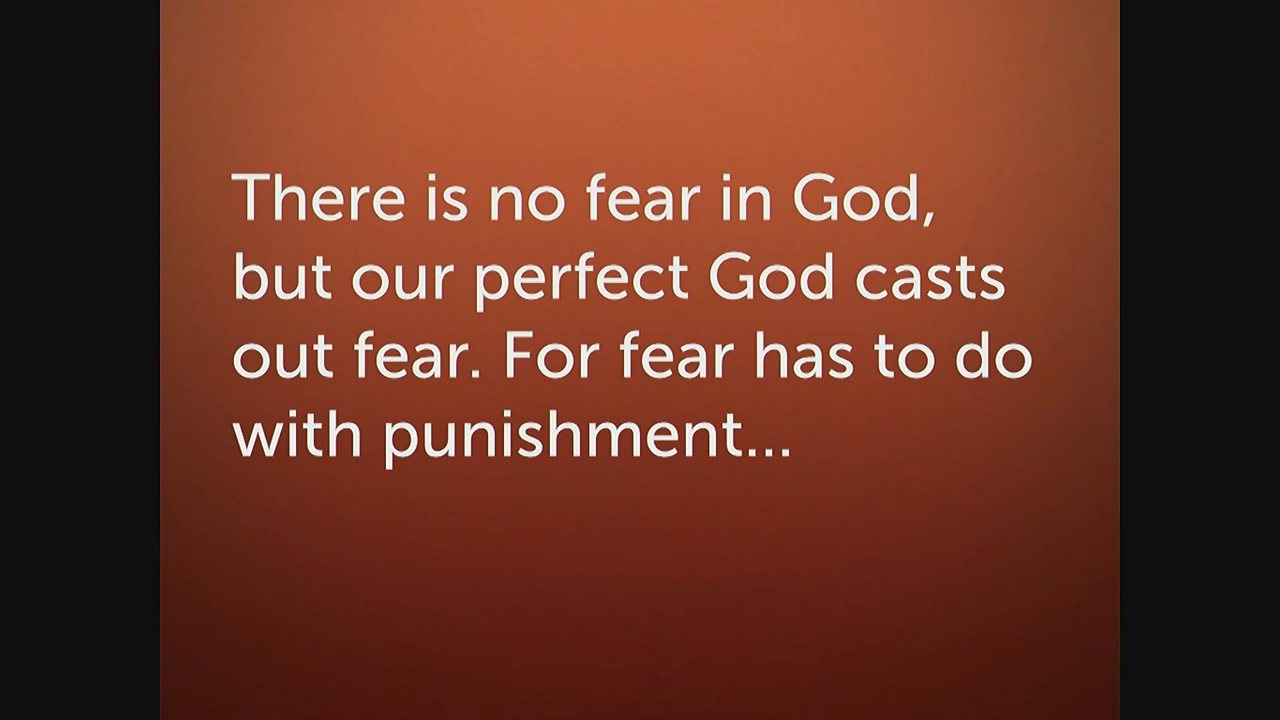 There is no fear in God,
but our perfect God casts
out fear. For fear has to do
with punishment...